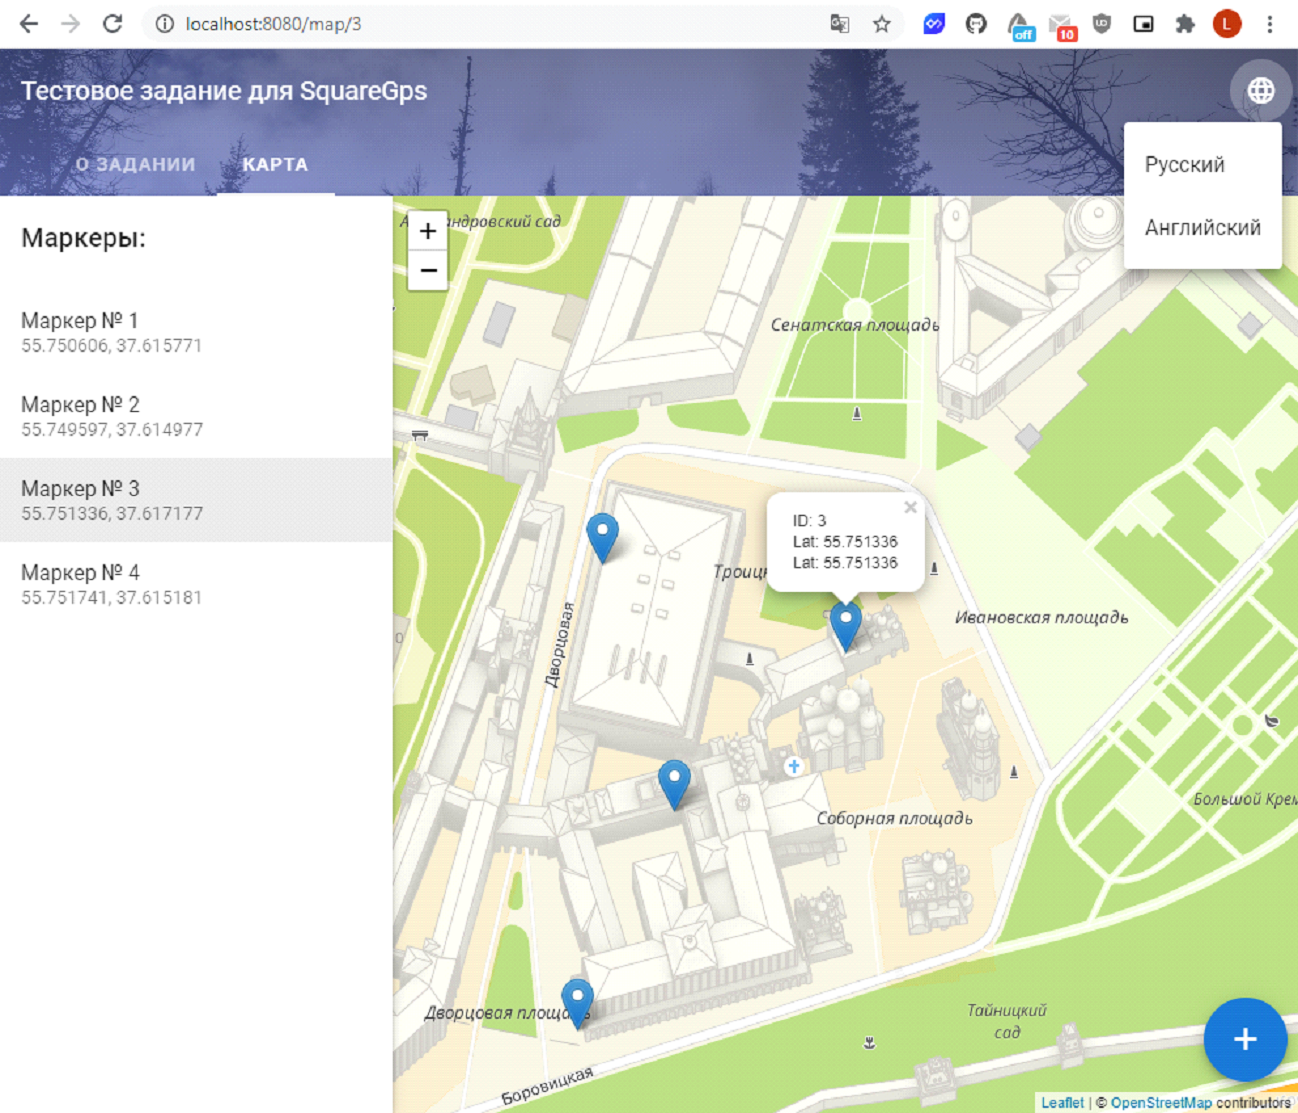 localhost:8080/map/3
off
10
L
Тестовое задание для SquareGps
О ЗАДАНИИ
КАРТА
Русский
Английский
Маркеры:
Маркер № 1
55.750606, 37.615771
Маркер № 2
55.749597, 37.614977
Маркер № 3
55.751336, 37.617177
Маркер № 4
55.751741, 37.615181
+
−
ндровский сад
Сенатская площадь
ID: 3
Lat: 55.751336
Lat: 55.751336
×
Троиц
Ивановская площадь
Дворцовая
Соборная площадь
Большой Крем
Дворцовая площадь
Тайницкий
сад
Боровицкая
+
Leaflet | © OpenStreetMap contributors